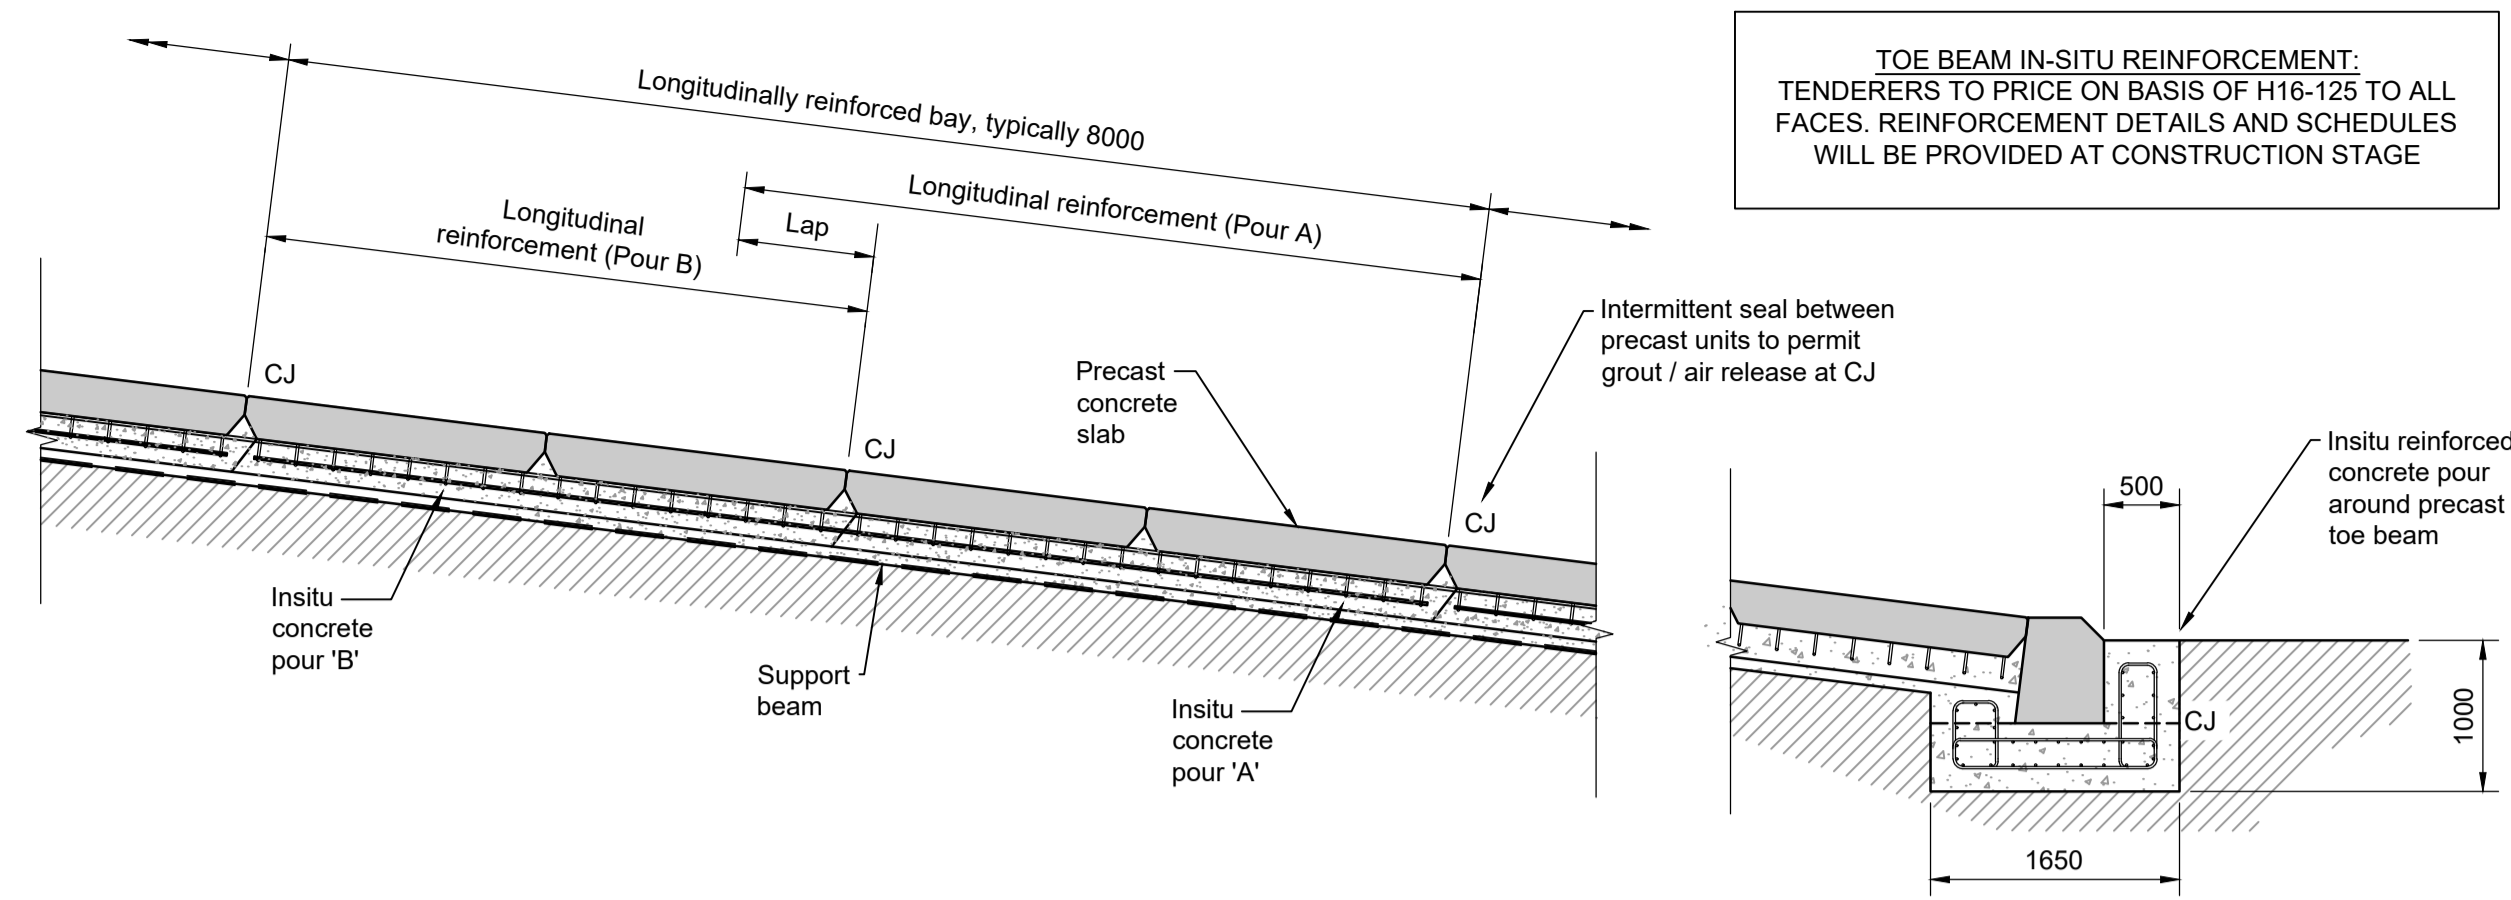 TOE BEAM IN-SITU REINFORCEMENT:
TENDERERS TO PRICE ON BASIS OF H16-125 TO ALL
FACES. REINFORCEMENT DETAILS AND SCHEDULES
WILL BE PROVIDED AT CONSTRUCTION STAGE
Longitudinally reinforced bay, typically 8000
Longitudinal reinforcement (Pour A)
Longitudinal
reinforcement (Pour B)
Lap
Intermittent seal between
precast units to permit
grout / air release at CJ
Precast
concrete
slab
CJ
CJ
CJ
Insitu
concrete
pour 'B'
Support
beam
Insitu
concrete
pour 'A'
Insitu reinforced
concrete pour
around precast
toe beam
500
CJ
1000
1650